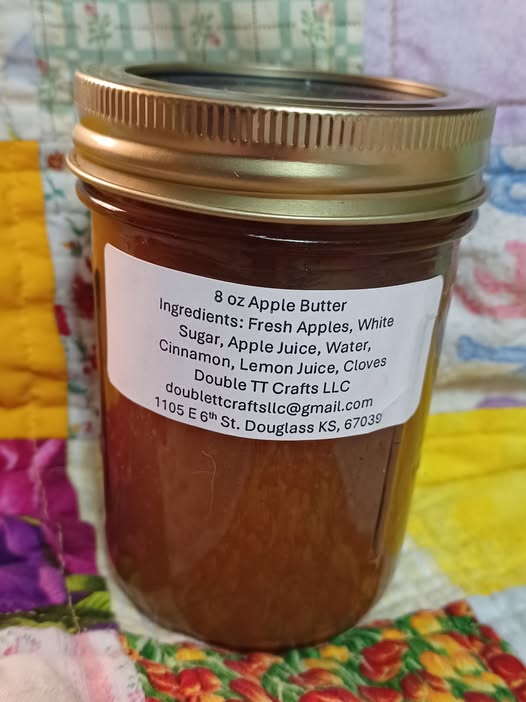 8 oz Apple Butter
Ingredients: Fresh Apples, White
Sugar, Apple Juice, Water,
Cinnamon, Lemon Juice, Cloves
Double TT Crafts LLC
doublettcraftsllc@gmail.com
1105 E 6th St. Douglass KS, 67039